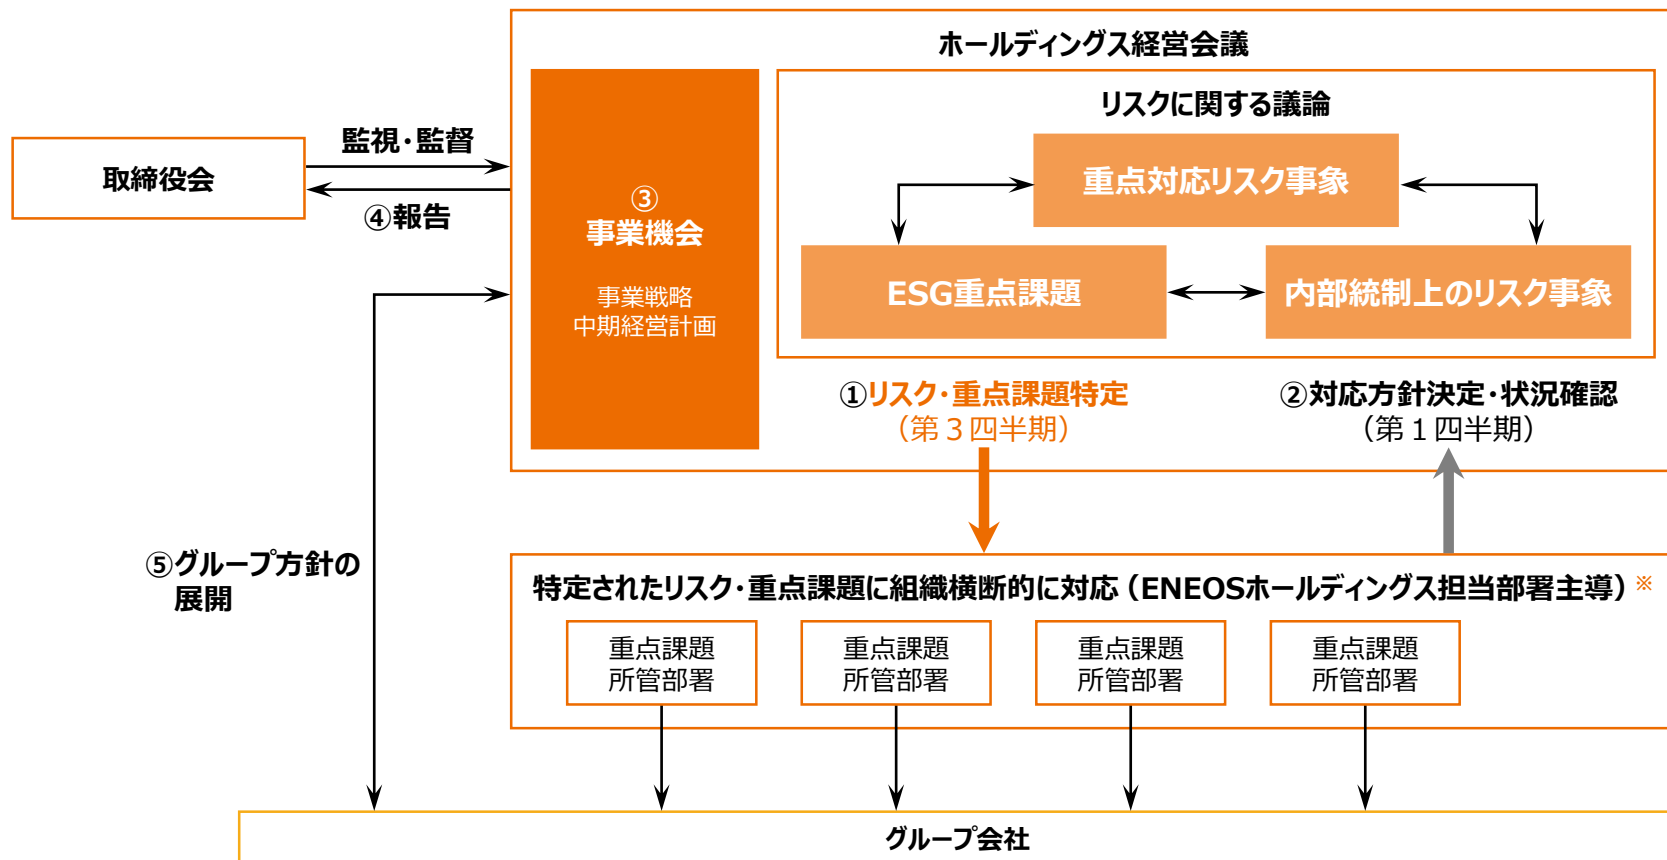 ホールディングス経営会議
リスクに関する議論
監視・監督
取締役会
④報告
③
事業機会
事業戦略
中期経営計画
重点対応リスク事象
ESG重点課題
内部統制上のリスク事象
①リスク・重点課題特定
（第３四半期）
②対応方針決定・状況確認
（第１四半期）
⑤グループ方針の
展開
特定されたリスク・重点課題に組織横断的に対応（ENEOSホールディングス担当部署主導）※
重点課題
所管部署
重点課題
所管部署
重点課題
所管部署
重点課題
所管部署
グループ会社